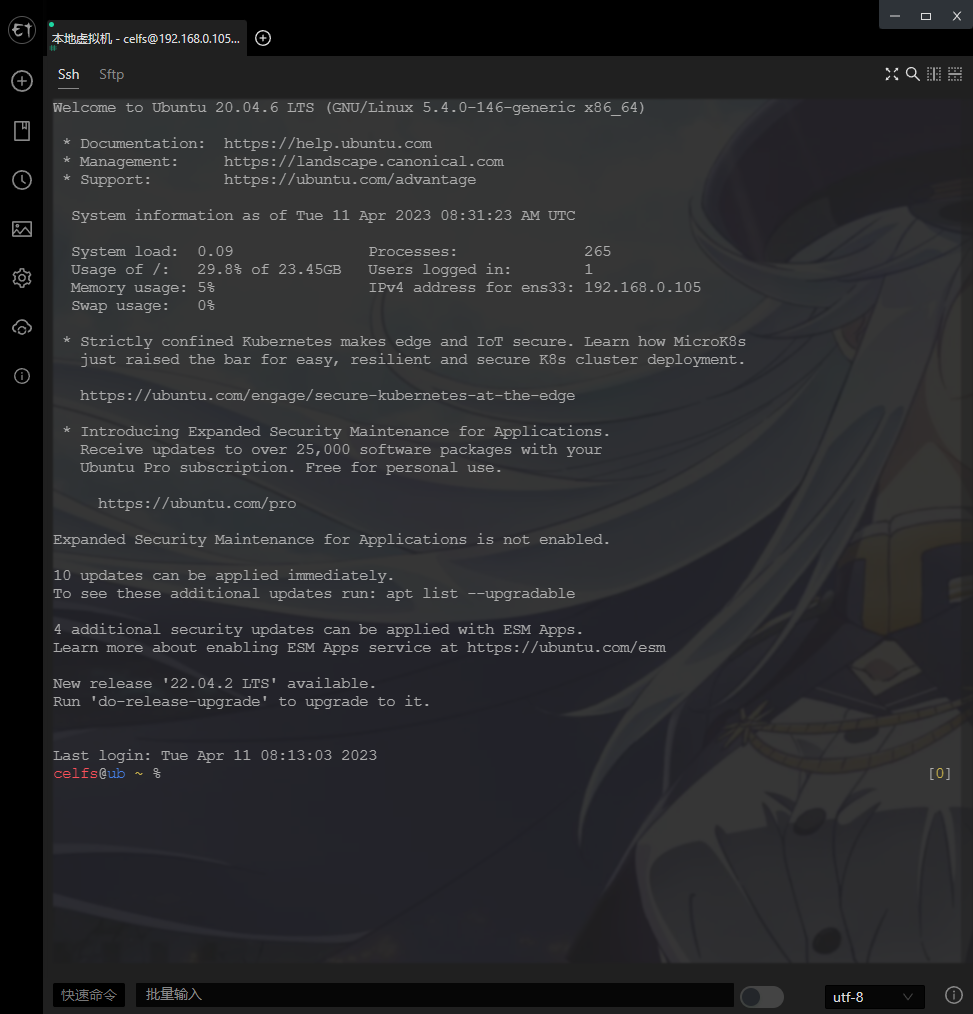 本地虚拟机 - celfs@192.168.0.105...
Ssh Sftp
Welcome to Ubuntu 20.04.6 LTS (GNU/Linux 5.4.0-146-generic x86_64)
* Documentation: https://help.ubuntu.com
* Management: https://landscape.canonical.com
* Support: https://ubuntu.com/advantage
System information as of Tue 11 Apr 2023 08:31:23 AM UTC
System load: 0.09 Processes: 265
Usage of /: 29.8% of 23.45GB Users logged in: 1
Memory usage: 5% IPv4 address for ens33: 192.168.0.105
Swap usage: 0%
* Strictly confined Kubernetes makes edge and IoT secure. Learn how MicroK8s
just raised the bar for easy, resilient and secure K8s cluster deployment.
https://ubuntu.com/engage/secure-kubernetes-at-the-edge
* Introducing Expanded Security Maintenance for Applications.
Receive updates to over 25,000 software packages with your
Ubuntu Pro subscription. Free for personal use.
https://ubuntu.com/pro
Expanded Security Maintenance for Applications is not enabled.
10 updates can be applied immediately.
To see these additional updates run: apt list --upgradable
4 additional security updates can be applied with ESM Apps.
Learn more about enabling ESM Apps service at https://ubuntu.com/esm
New release '22.04.2 LTS' available.
Run 'do-release-upgrade' to upgrade to it.
Last login: Tue Apr 11 08:13:03 2023
celfs@ub ~ % [0]
快速命令 批量输入 utf-8